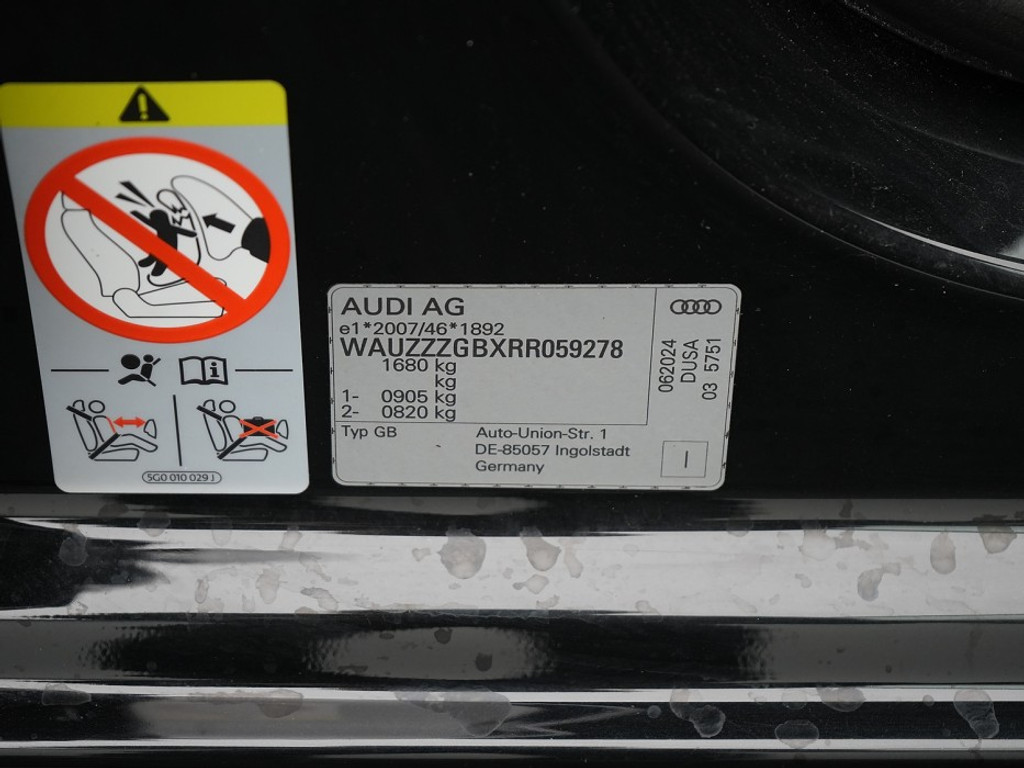 5G0 010 029 J
AUDI AG
e1*2007/46*1892
WAUZZZGBXRR059278
1680 kg
kg
1- 0905 kg
2- 0820 kg
Typ GB
Auto-Union-Str. 1
DE-85057 Ingolstadt
Germany
062024
DUSA
03 5751
I